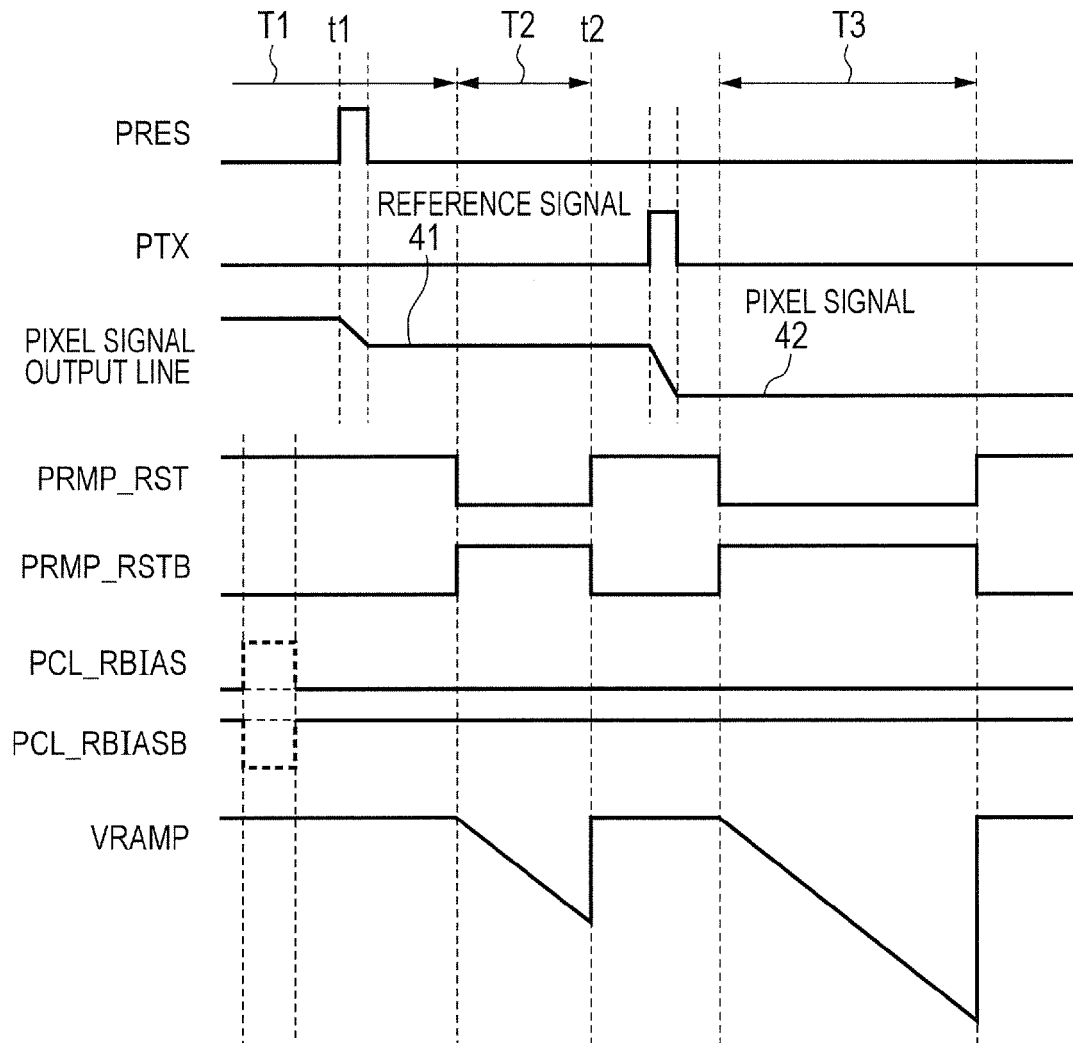 T1 t1 T2 t2 T3
PRES
REFERENCE SIGNAL
41
PTX
PIXEL SIGNAL
42
PIXEL SIGNAL
OUTPUT LINE
PRMP_RST
PRMP_RSTB
PCL_RBIAS
PCL_RBIASB
VRAMP